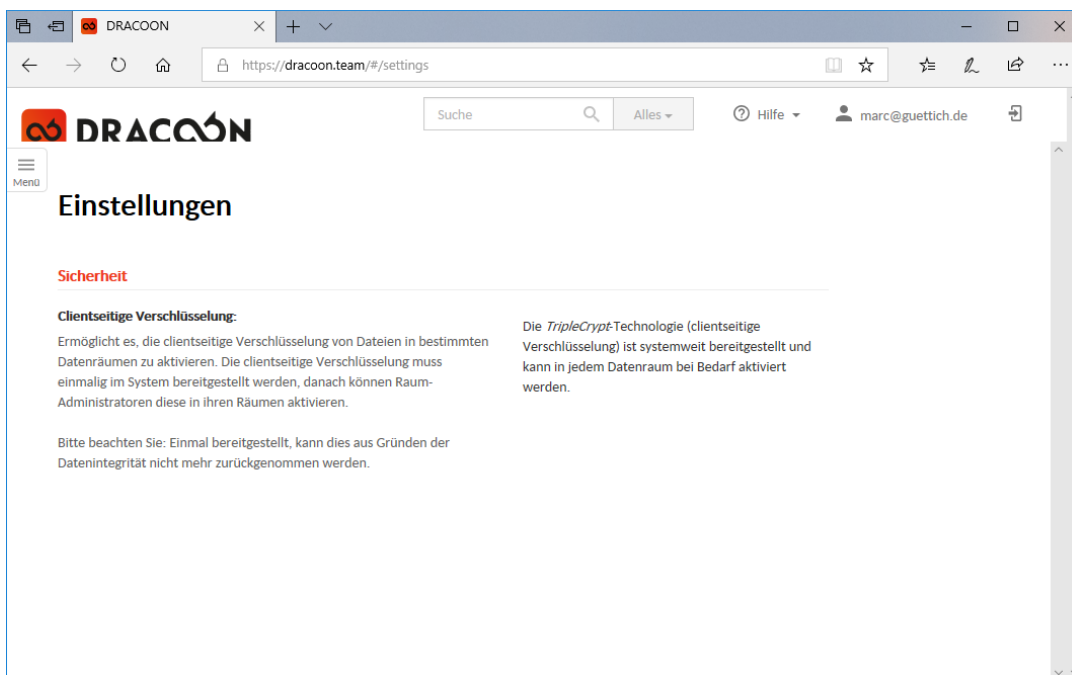 DRACOON
https://dracoon.team/#/settings
DRACOON
Suche
Alles
Hilfe
marc@guettich.de
Menü
Einstellungen
Sicherheit
Clientseitige Verschlüsselung:
Ermöglicht es, die clientseitige Verschlüsselung von Dateien in bestimmten
Datenräumen zu aktivieren. Die clientseitige Verschlüsselung muss
einmalig im System bereitgestellt werden, danach können Raum-
Administratoren diese in ihren Räumen aktivieren.
Bitte beachten Sie: Einmal bereitgestellt, kann dies aus Gründen der
Datenintegrität nicht mehr zurückgenommen werden.
Die TripleCrypt-Technologie (clientseitige
Verschlüsselung) ist systemweit bereitgestellt und
kann in jedem Datenraum bei Bedarf aktiviert
werden.